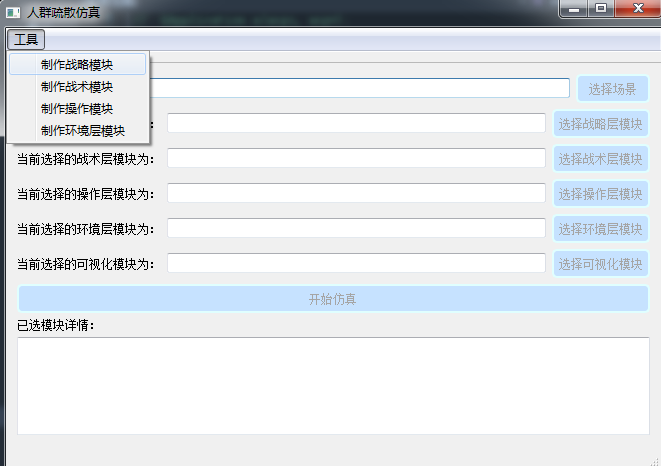 人群疏散仿真
工具
制作战略模块
制作战术模块
制作操作模块
制作环境层模块
选择场景
选择战略层模块
当前选择的战术层模块为： 选择战术层模块
当前选择的操作层模块为： 选择操作层模块
当前选择的环境层模块为： 选择环境层模块
当前选择的可视化模块为： 选择可视化模块
开始仿真
已选模块详情：